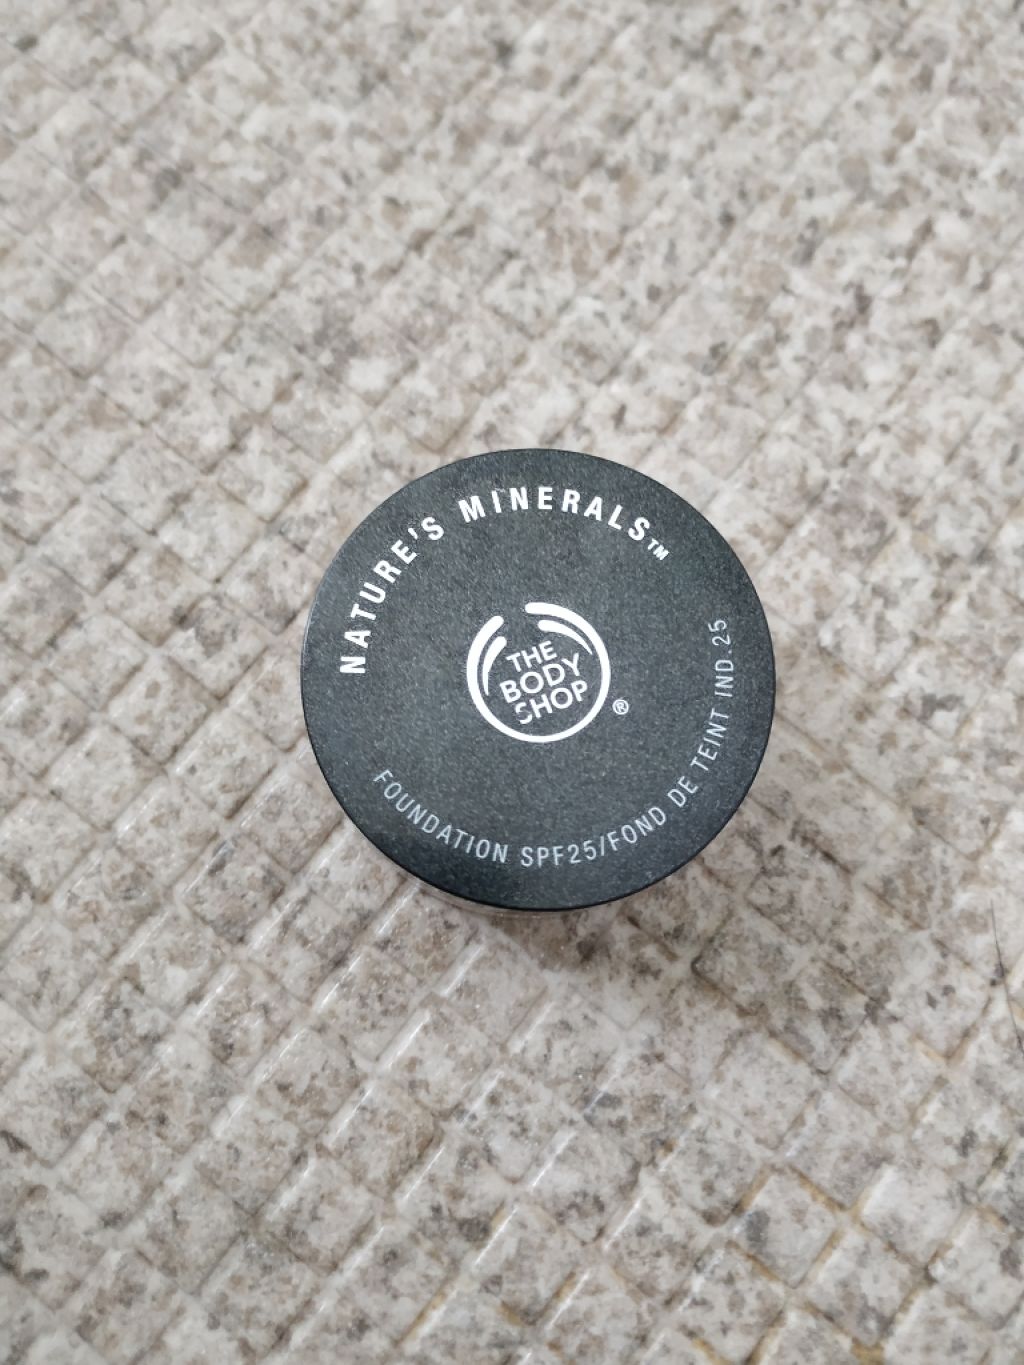 NATURE'S MINERALS™
THE
BODY
SHOP
®
FOUNDATION SPF25/FOND DE TEINT IND.25